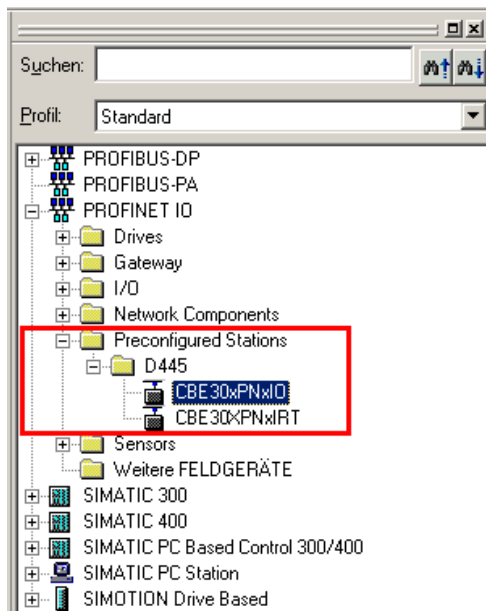 Suchen:
Profil: Standard
PROFIBUS-DP
PROFIBUS-PA
PROFINET IO
Drives
Gateway
I/O
Network Components
Preconfigured Stations
D445
CBE30xPNxIO
CBE30XPNxIRT
Sensors
Weitere FELDGERÄTE
SIMATIC 300
SIMATIC 400
SIMATIC PC Based Control 300/400
SIMATIC PC Station
SIMOTION Drive Based